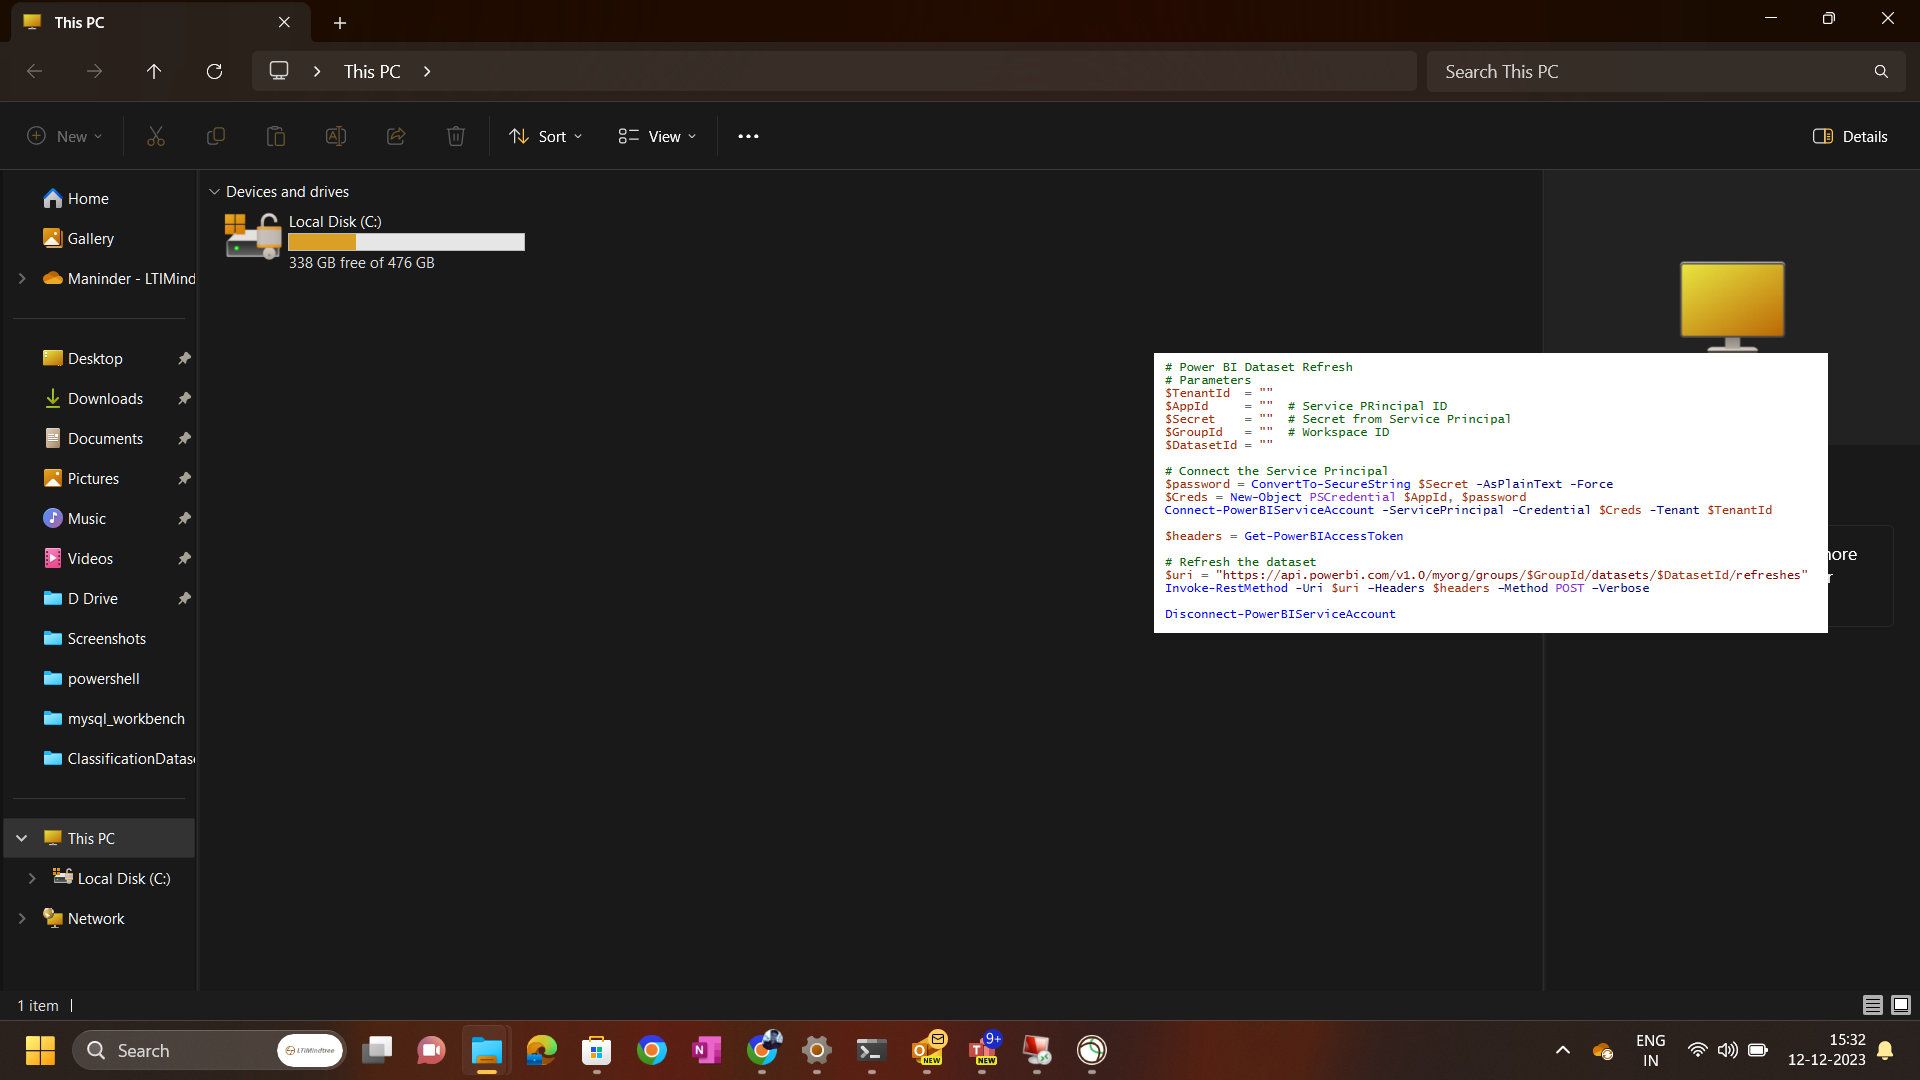 This PC
This PC
Search This PC
New
Sort
View
Details
Home
Gallery
Maninder - LTIMind
Desktop
Downloads
Documents
Pictures
Music
Videos
D Drive
Screenshots
powershell
mysql_workbench
ClassificationDatas
This PC
Local Disk (C:)
Network
Devices and drives
Local Disk (C:)
338 GB free of 476 GB
# Power BI Dataset Refresh
# Parameters
$TenantId  = ""
$AppId     = ""  # Service PRincipal ID
$Secret    = ""  # Secret from Service Principal
$GroupId   = ""  # Workspace ID
$DatasetId = ""
# Connect the Service Principal
$password = ConvertTo-SecureString $Secret -AsPlainText -Force
$Creds = New-Object PSCredential $AppId, $password
Connect-PowerBIServiceAccount -ServicePrincipal -Credential $Creds -Tenant $TenantId
$headers = Get-PowerBIAccessToken
# Refresh the dataset
$uri = "https://api.powerbi.com/v1.0/myorg/groups/$GroupId/datasets/$DatasetId/refreshes"
Invoke-RestMethod -Uri $uri -Headers $headers -Method POST -Verbose
Disconnect-PowerBIServiceAccount
1 item
Search
LTIMindtree
NEW
9+
NEW
ENG
IN
15:32
12-12-2023